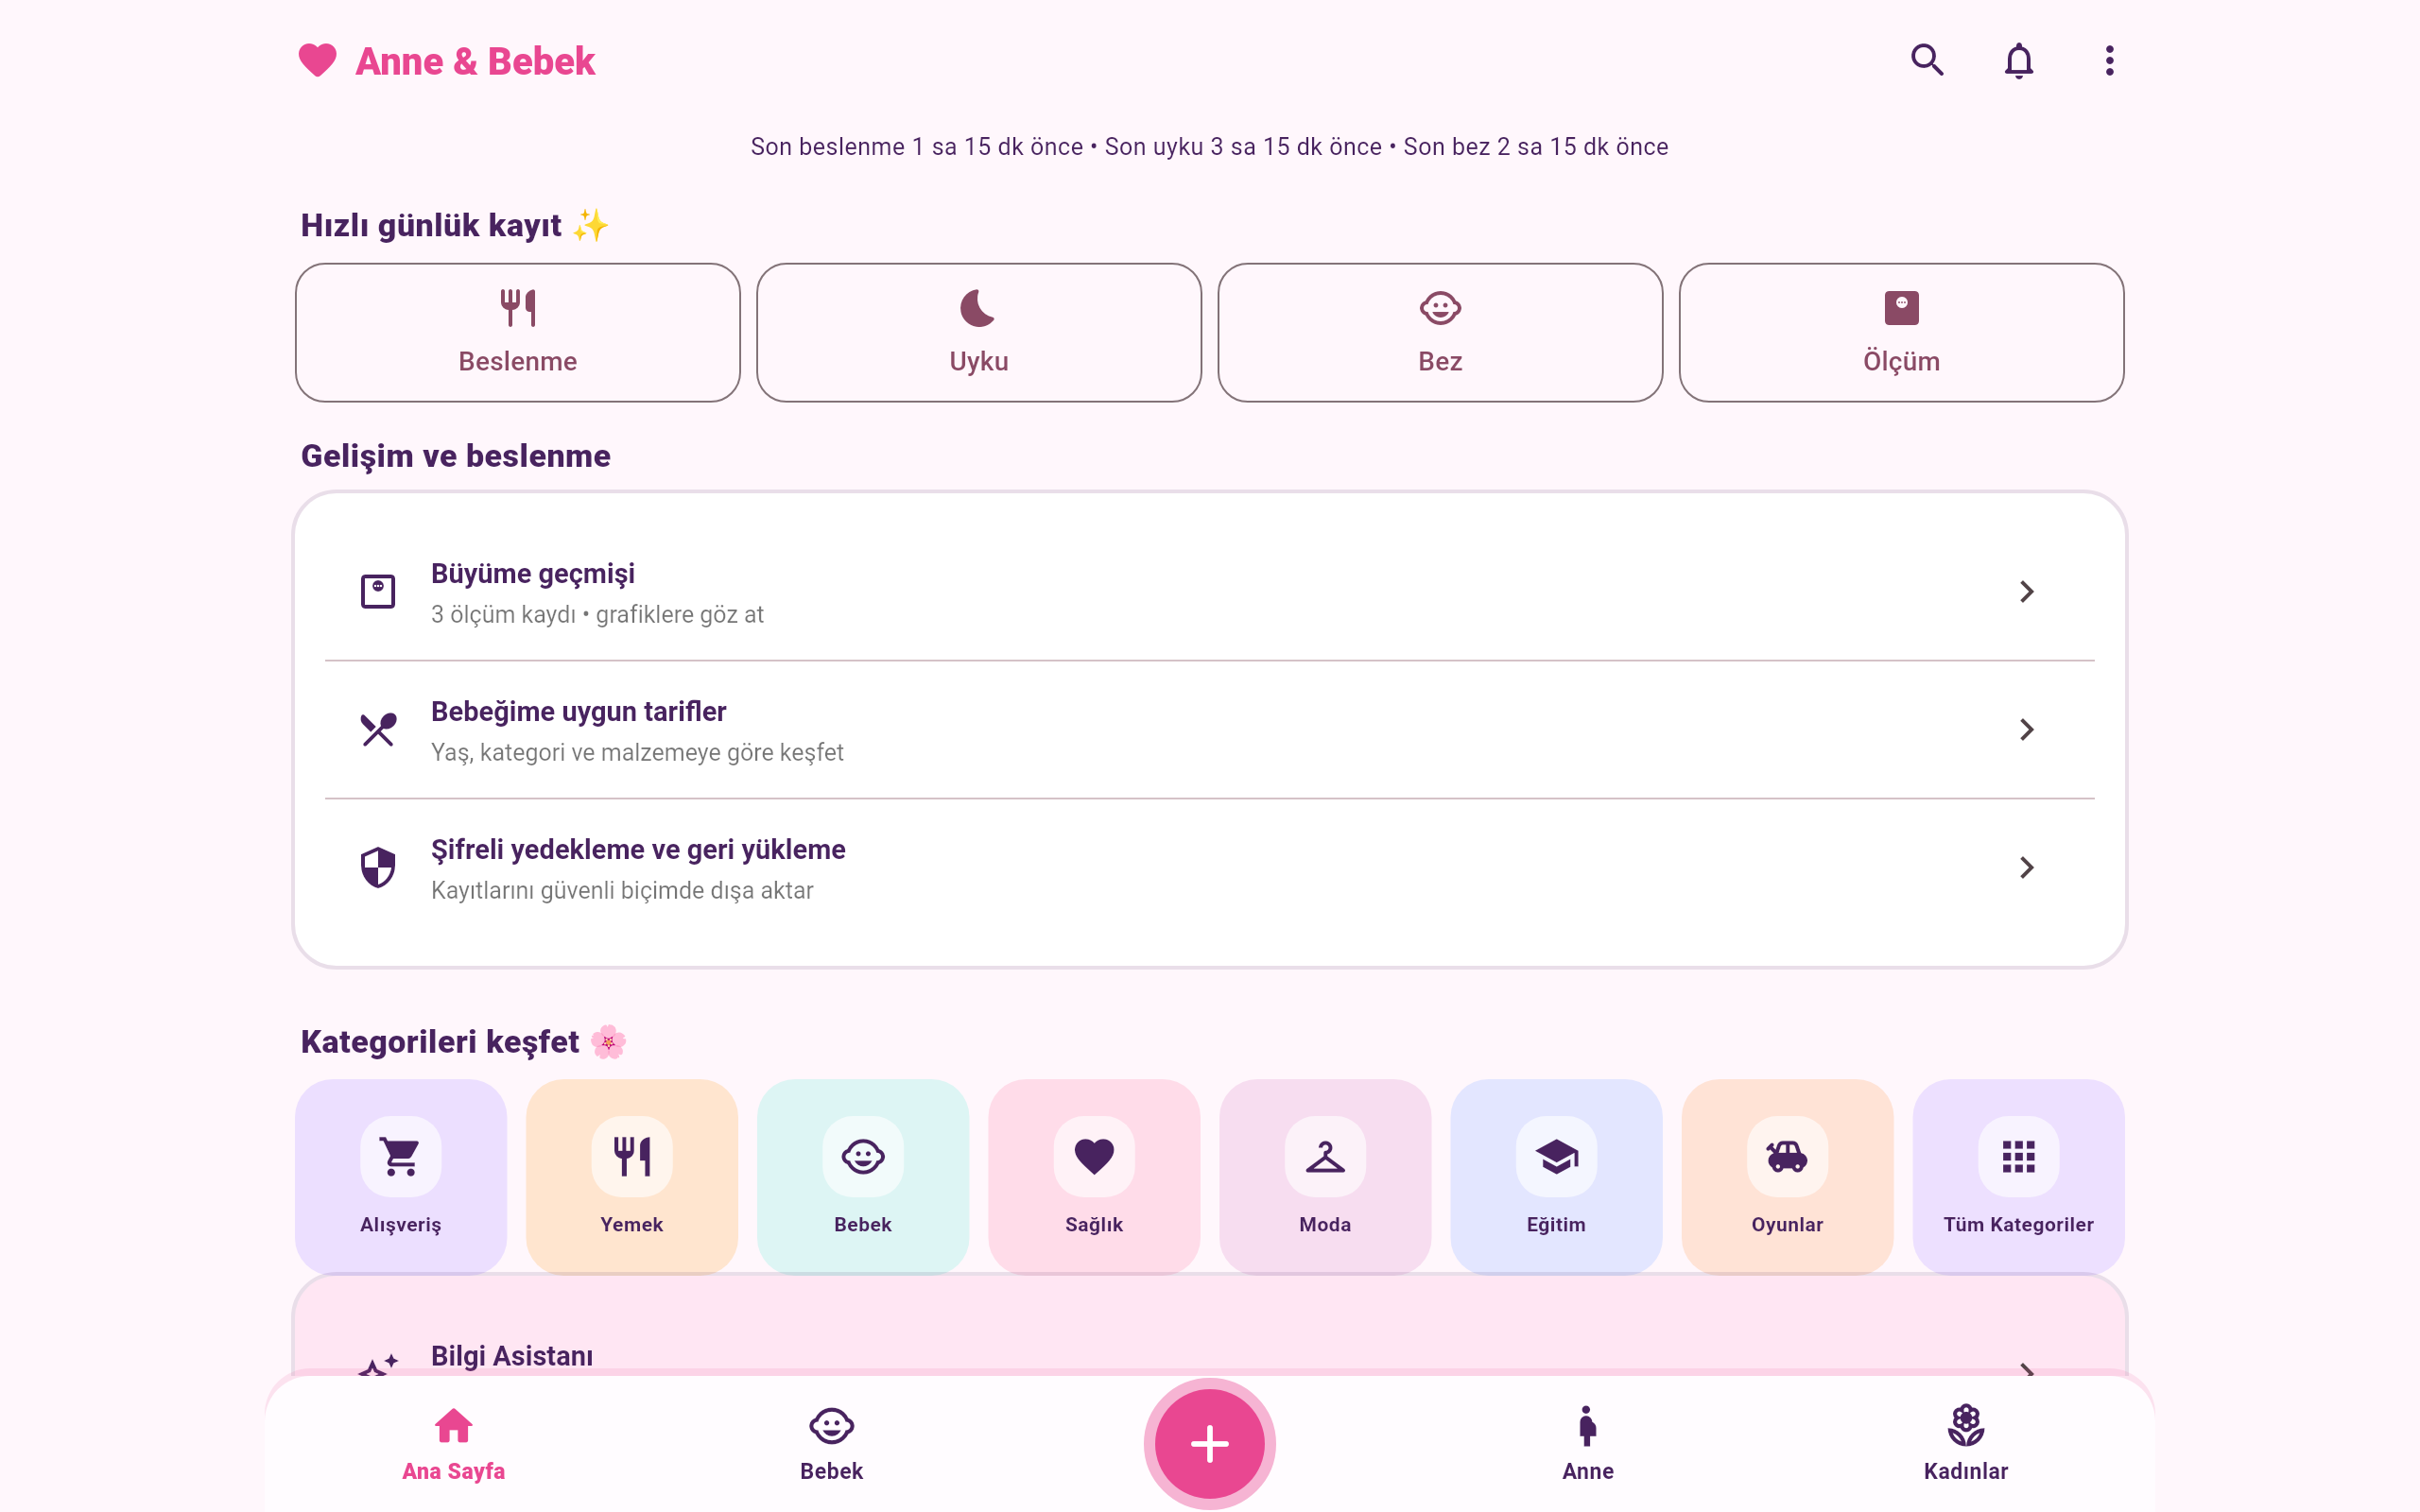 Anne & Bebek
Son beslenme 1 sa 15 dk önce • Son uyku 3 sa 15 dk önce • Son bez 2 sa 15 dk önce
Hızlı günlük kayıt ✨
Beslenme
Uyku
Bez
Ölçüm
Gelişim ve beslenme
Büyüme geçmişi
3 ölçüm kaydı • grafiklere göz at
Bebeğime uygun tarifler
Yaş, kategori ve malzemeye göre keşfet
Şifreli yedekleme ve geri yükleme
Kayıtlarını güvenli biçimde dışa aktar
Kategorileri keşfet 🌸
Alışveriş
Yemek
Bebek
Sağlık
Moda
Eğitim
Oyunlar
Tüm Kategoriler
Bilgi Asistanı
Ana Sayfa
Bebek
Anne
Kadınlar